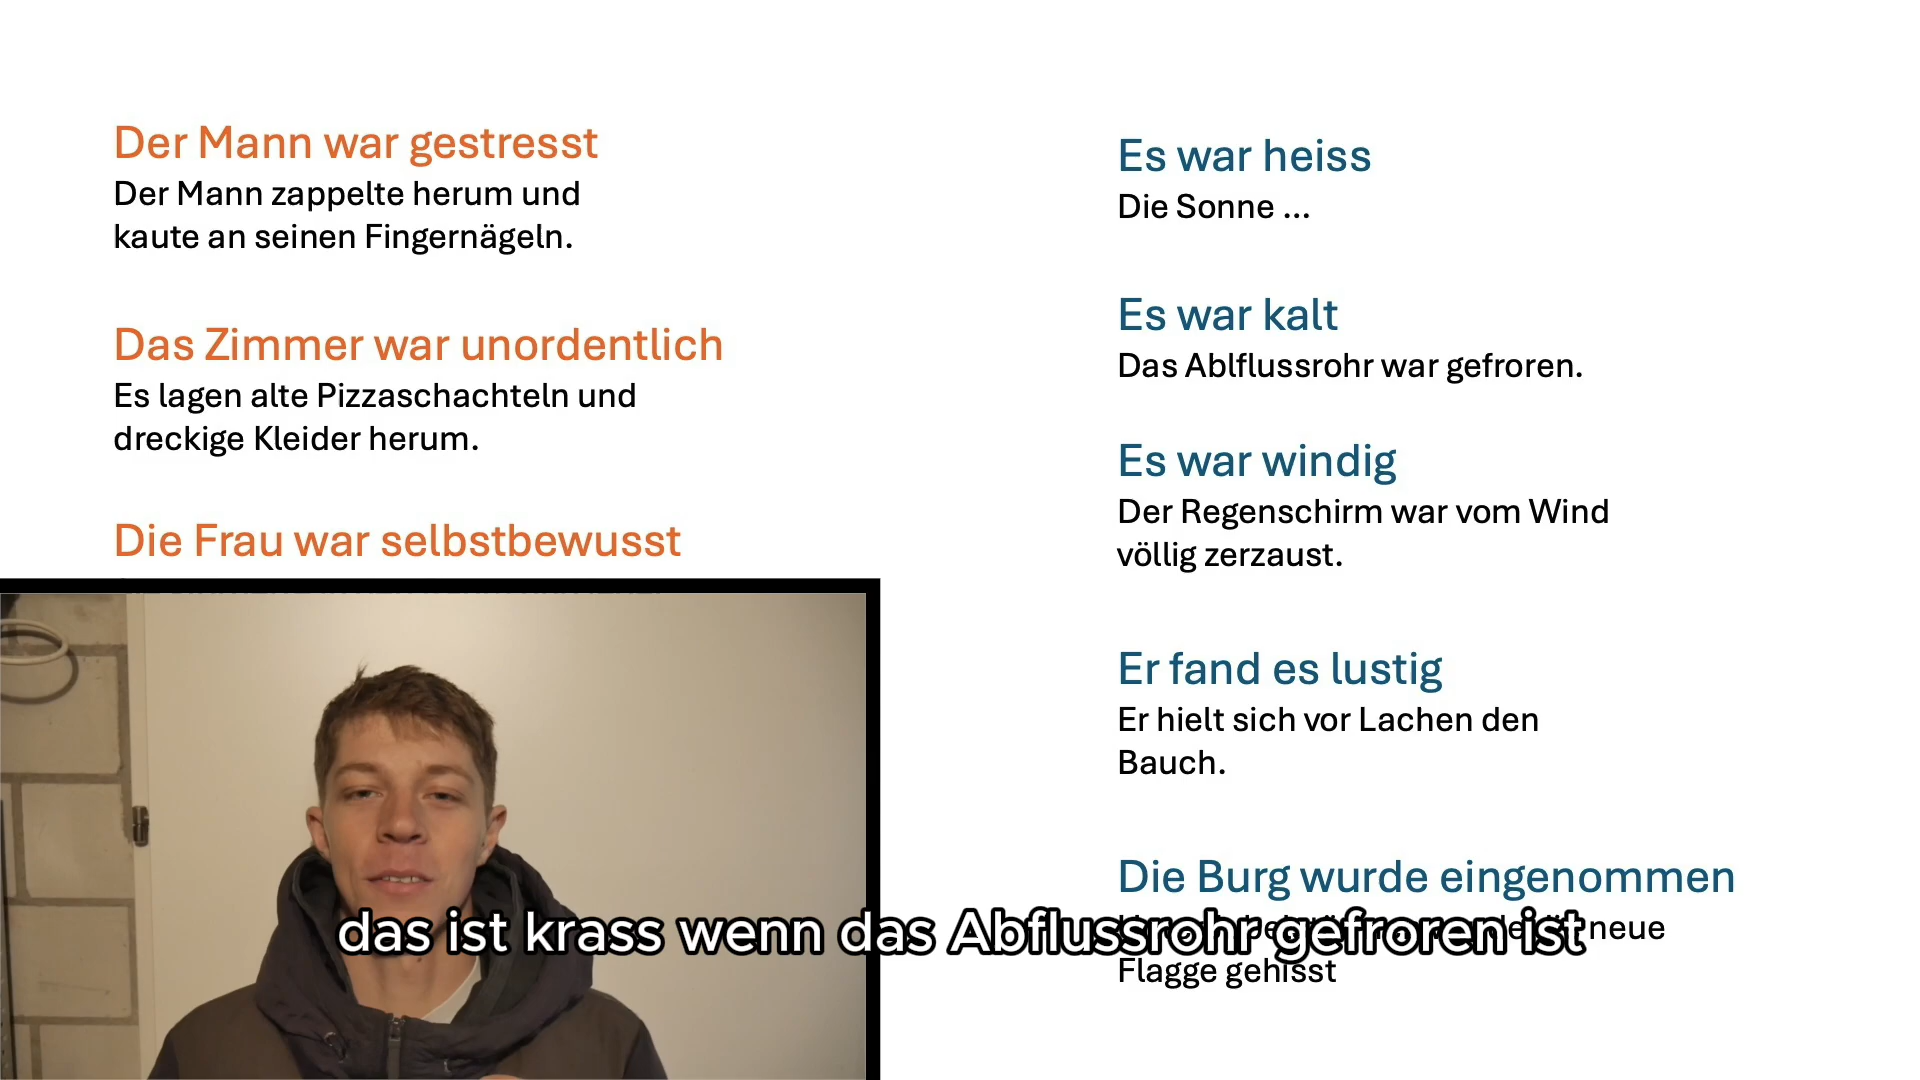 Der Mann war gestresst
Der Mann zappelte herum und
kaute an seinen Fingernägeln.
Das Zimmer war unordentlich
Es lagen alte Pizzaschachteln und
dreckige Kleider herum.
Die Frau war selbstbewusst
Es war heiss
Die Sonne ...
Es war kalt
Das Ablflussrohr war gefroren.
Es war windig
Der Regenschirm war vom Wind
völlig zerzaust.
Er fand es lustig
Er hielt sich vor Lachen den
Bauch.
Die Burg wurde eingenommen
neue
Flagge gehisst
das ist krass wenn das Abflussrohr gefroren ist